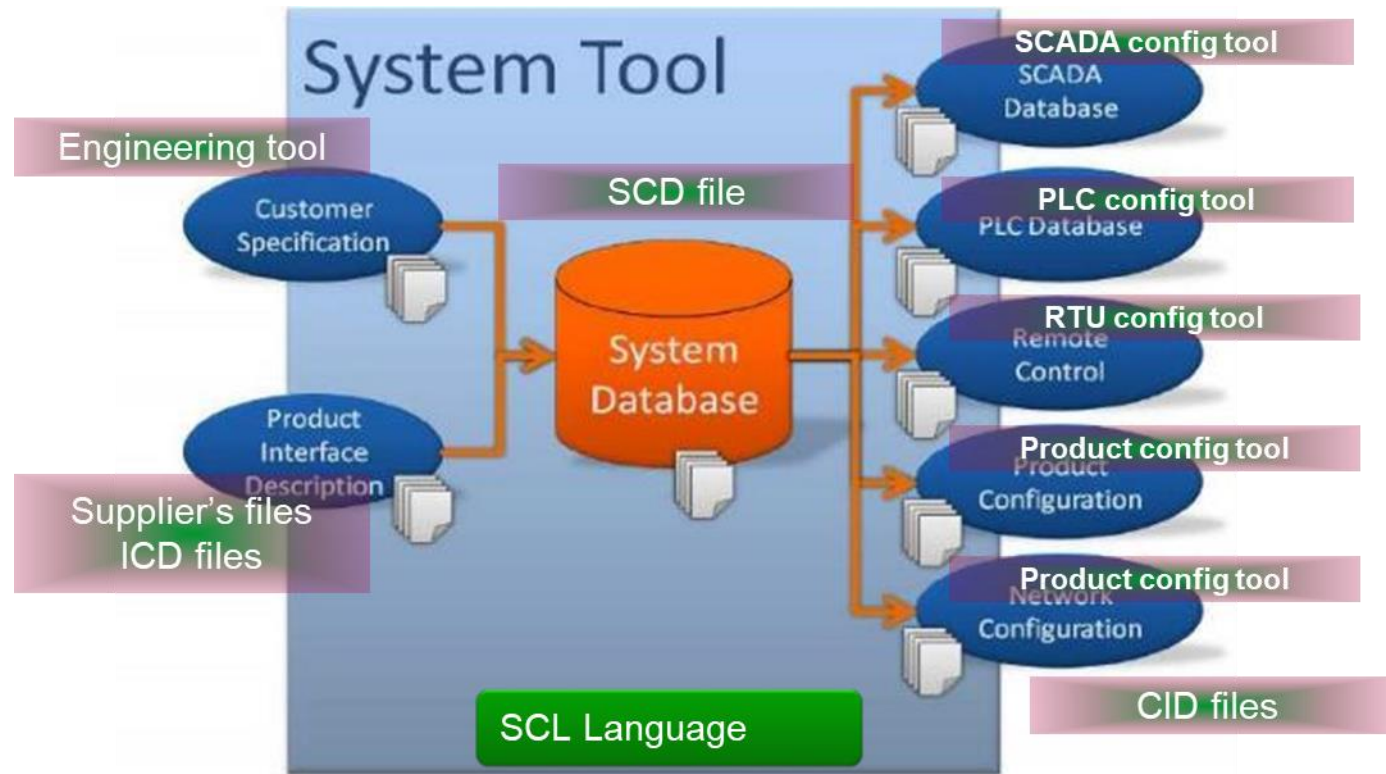 System Tool
Engineering tool
Customer
Specification
SCD file
System
Database
Product
Interface
Description
Supplier's files
ICD files
SCADA config tool
SCADA
Database
PLC config tool
PLC Database
RTU config tool
Remote
Control
Product config tool
Product
Configuration
Product config tool
Network
Configuration
CID files
SCL Language